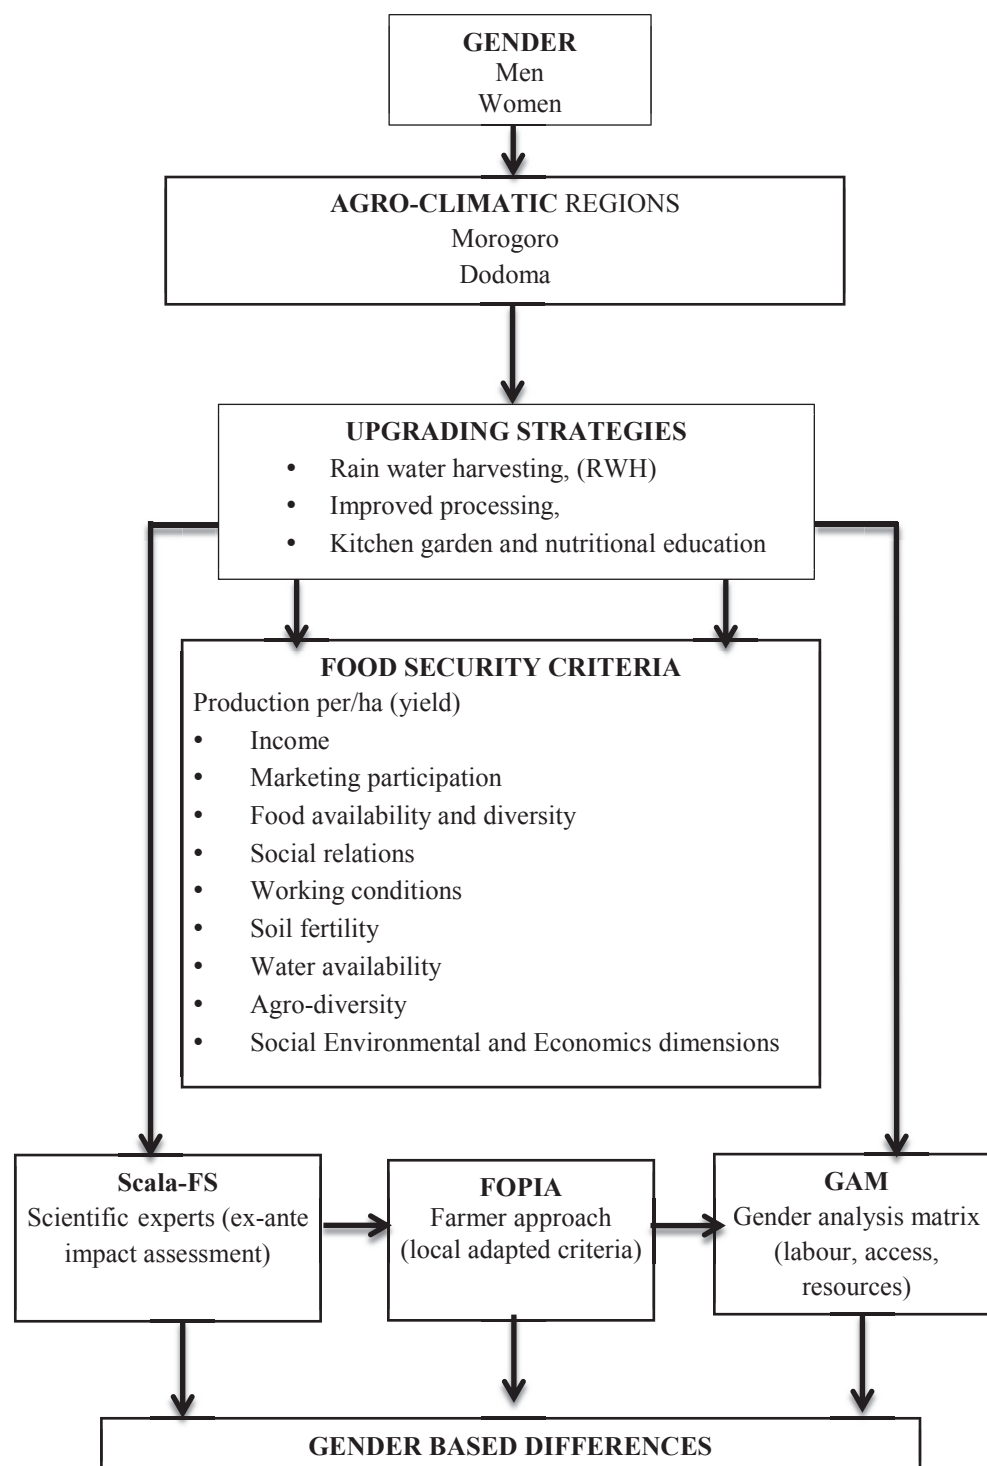 GENDER
Men
Women
AGRO-CLIMATIC REGIONS
Morogoro
Dodoma
UPGRADING STRATEGIES
• Rain water harvesting, (RWH)
• Improved processing,
• Kitchen garden and nutritional education
FOOD SECURITY CRITERIA
Production per/ha (yield)
• Income
• Marketing participation
• Food availability and diversity
• Social relations
• Working conditions
• Soil fertility
• Water availability
• Agro-diversity
• Social Environmental and Economics dimensions
Scala-FS
Scientific experts (ex-ante
impact assessment)
FOPIA
Farmer approach
(local adapted criteria)
GAM
Gender analysis matrix
(labour, access,
resources)
GENDER BASED DIFFERENCES